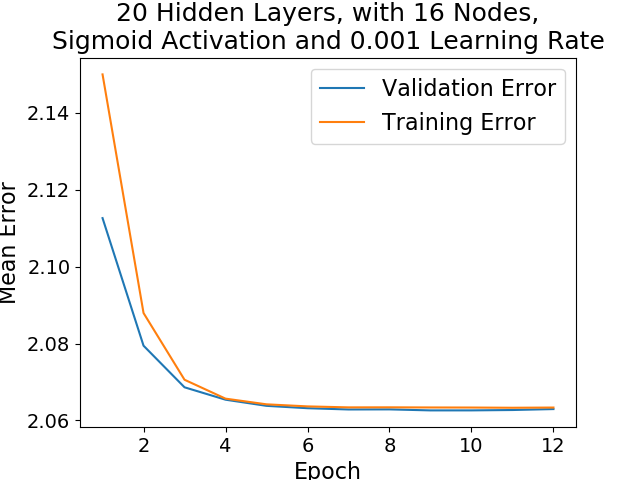 20 Hidden Layers, with 16 Nodes,
Sigmoid Activation and 0.001 Learning Rate
Validation Error
Training Error
Mean Error
2.14
2.12
2.10
2.08
2.06
2 4 6 8 10 12
Epoch